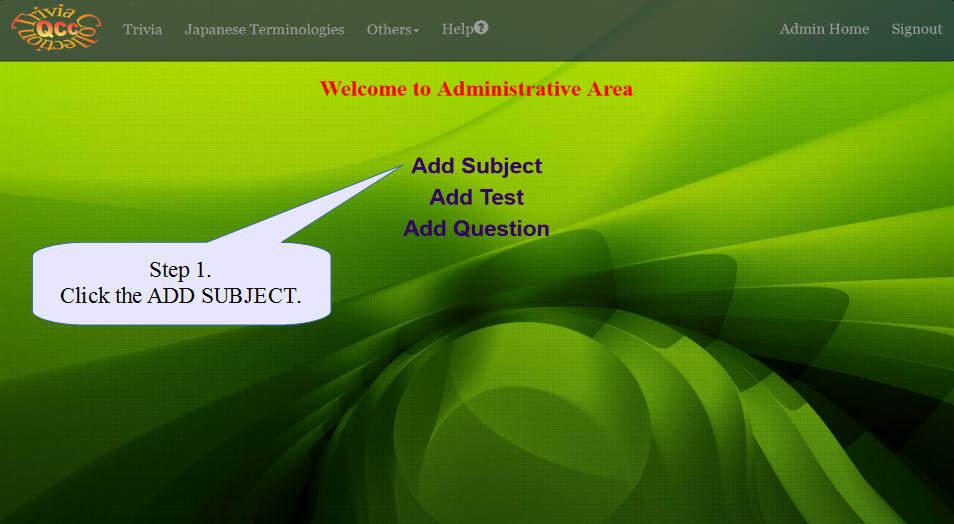 Trivia
QCC
Collection
Trivia
Japanese Terminologies
Others
Help
Admin Home
Signout
Welcome to Administrative Area
Add Subject
Add Test
Add Question
Step 1.
Click the ADD SUBJECT.